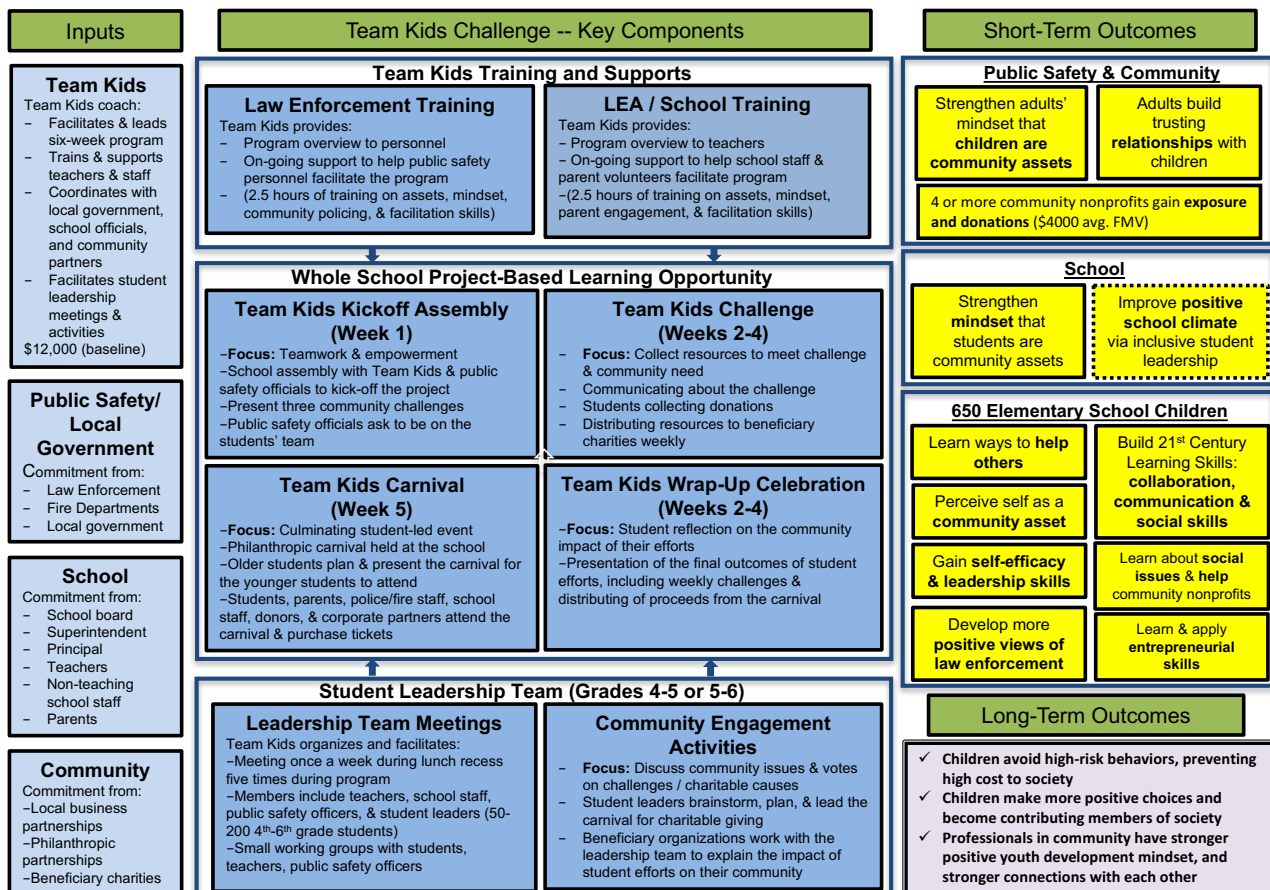 Inputs
Team Kids
Team Kids coach:
– Facilitates & leads
six-week program
– Trains & supports
teachers & staff
– Coordinates with
local government,
school officials,
and community
partners
– Facilitates student
leadership
meetings &
activities
$12,000 (baseline)
Public Safety/
Local
Government
Commitment from:
– Law Enforcement
– Fire Departments
– Local government
School
Commitment from:
– School board
– Superintendent
– Principal
– Teachers
– Non-teaching
school staff
– Parents
Community
Commitment from:
–Local business
partnerships
–Philanthropic
partnerships
–Beneficiary charities
Team Kids Challenge -- Key Components
Team Kids Training and Supports
Law Enforcement Training
Team Kids provides:
– Program overview to personnel
– On-going support to help public safety
personnel facilitate the program
– (2.5 hours of training on assets, mindset,
community policing, & facilitation skills)
LEA / School Training
Team Kids provides:
– Program overview to teachers
– On-going support to help school staff &
parent volunteers facilitate program
–(2.5 hours of training on assets, mindset,
parent engagement, & facilitation skills)
Whole School Project-Based Learning Opportunity
Team Kids Kickoff Assembly
(Week 1)
–Focus: Teamwork & empowerment
–School assembly with Team Kids & public
safety officials to kick-off the project
–Present three community challenges
–Public safety officials ask to be on the
students' team
Team Kids Challenge
(Weeks 2-4)
– Focus: Collect resources to meet challenge
& community need
– Communicating about the challenge
– Students collecting donations
– Distributing resources to beneficiary
charities weekly
Team Kids Carnival
(Week 5)
–Focus: Culminating student-led event
–Philanthropic carnival held at the school
–Older students plan & present the carnival for
the younger students to attend
–Students, parents, police/fire staff, school
staff, donors, & corporate partners attend the
carnival & purchase tickets
Team Kids Wrap-Up Celebration
(Weeks 2-4)
–Focus: Student reflection on the community
impact of their efforts
–Presentation of the final outcomes of student
efforts, including weekly challenges &
distributing of proceeds from the carnival
Student Leadership Team (Grades 4-5 or 5-6)
Leadership Team Meetings
Team Kids organizes and facilitates:
–Meeting once a week during lunch recess
five times during program
–Members include teachers, school staff,
public safety officers, & student leaders (50-
200 4th-6th grade students)
–Small working groups with students,
teachers, public safety officers
Community Engagement
Activities
– Focus: Discuss community issues & votes
on challenges / charitable causes
– Student leaders brainstorm, plan, & lead the
carnival for charitable giving
– Beneficiary organizations work with the
leadership team to explain the impact of
student efforts on their community
Short-Term Outcomes
Public Safety & Community
Strengthen adults'
mindset that
children are
community assets
Adults build
trusting
relationships with
children
4 or more community nonprofits gain exposure
and donations ($4000 avg. FMV)
School
Strengthen
mindset that
students are
community assets
Improve positive
school climate
via inclusive student
leadership
650 Elementary School Children
Learn ways to help
others
Perceive self as a
community asset
Gain self-efficacy
& leadership skills
Develop more
positive views of
law enforcement
Build 21st Century
Learning Skills:
collaboration,
communication &
social skills
Learn about social
issues & help
community nonprofits
Learn & apply
entrepreneurial
skills
Long-Term Outcomes
✓ Children avoid high-risk behaviors, preventing
high cost to society
✓ Children make more positive choices and
become contributing members of society
✓ Professionals in community have stronger
positive youth development mindset, and
stronger connections with each other